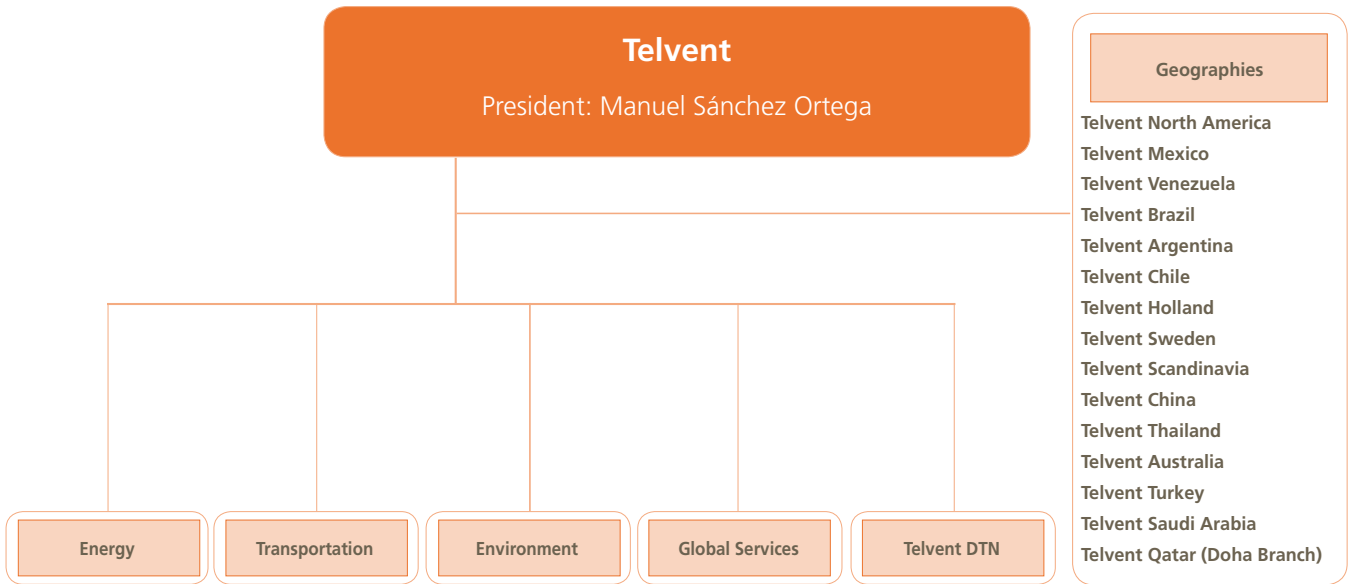 Telvent
President: Manuel Sánchez Ortega
Geographies
Telvent North America
Telvent Mexico
Telvent Venezuela
Telvent Brazil
Telvent Argentina
Telvent Chile
Telvent Holland
Telvent Sweden
Telvent Scandinavia
Telvent China
Telvent Thailand
Telvent Australia
Telvent Turkey
Telvent Saudi Arabia
Telvent Qatar (Doha Branch)
Energy
Transportation
Environment
Global Services
Telvent DTN